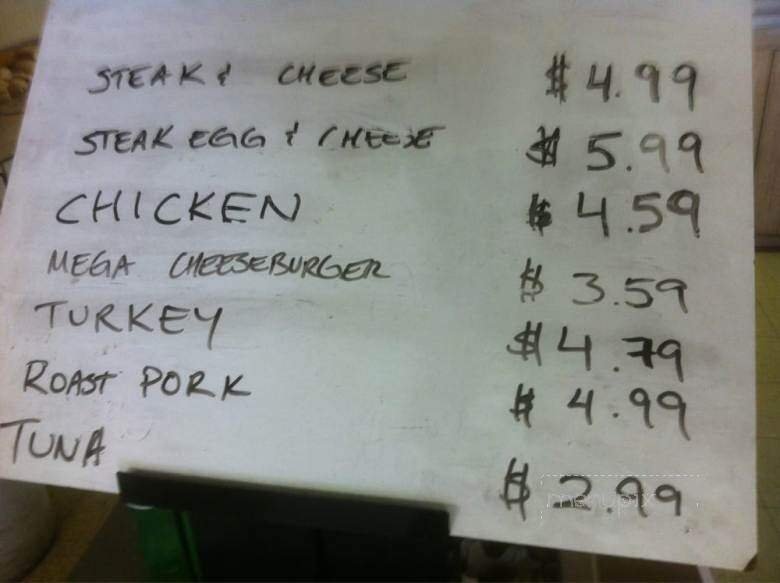 STEAK & CHEESE $4.99
STEAK EGG & CHEESE $5.99
CHICKEN $4.59
MEGA CHEESEBURGER $3.59
TURKEY $4.79
ROAST PORK $4.99
TUNA $2.99
menupix